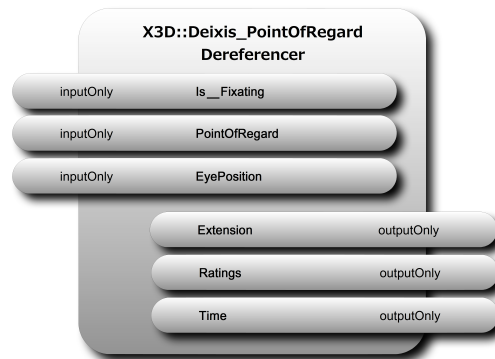 X3D::Deixis_PointOfRegard
Dereferencer
inputOnly Is__Fixating
inputOnly PointOfRegard
inputOnly EyePosition
Extension outputOnly
Ratings outputOnly
Time outputOnly